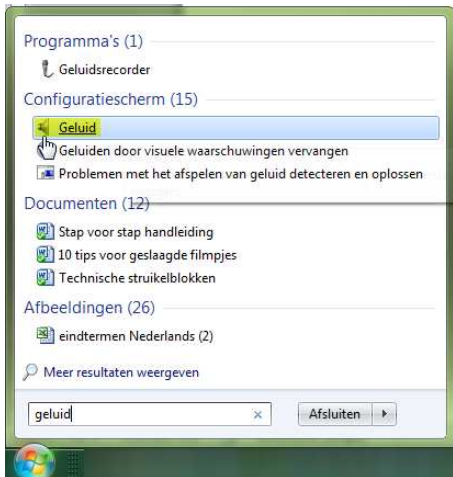 Programma's (1)
Geluidsrecorder
Configuratiescherm (15)
Geluid
Geluiden door visuele waarschuwingen vervangen
Problemen met het afspelen van geluid detecteren en oplossen
Documenten (12)
Stap voor stap handleiding
10 tips voor geslaagde filmpjes
Technische struikelblokken
Afbeeldingen (26)
eindtermen Nederlands (2)
Meer resultaten weergeven
geluid
Afsluiten